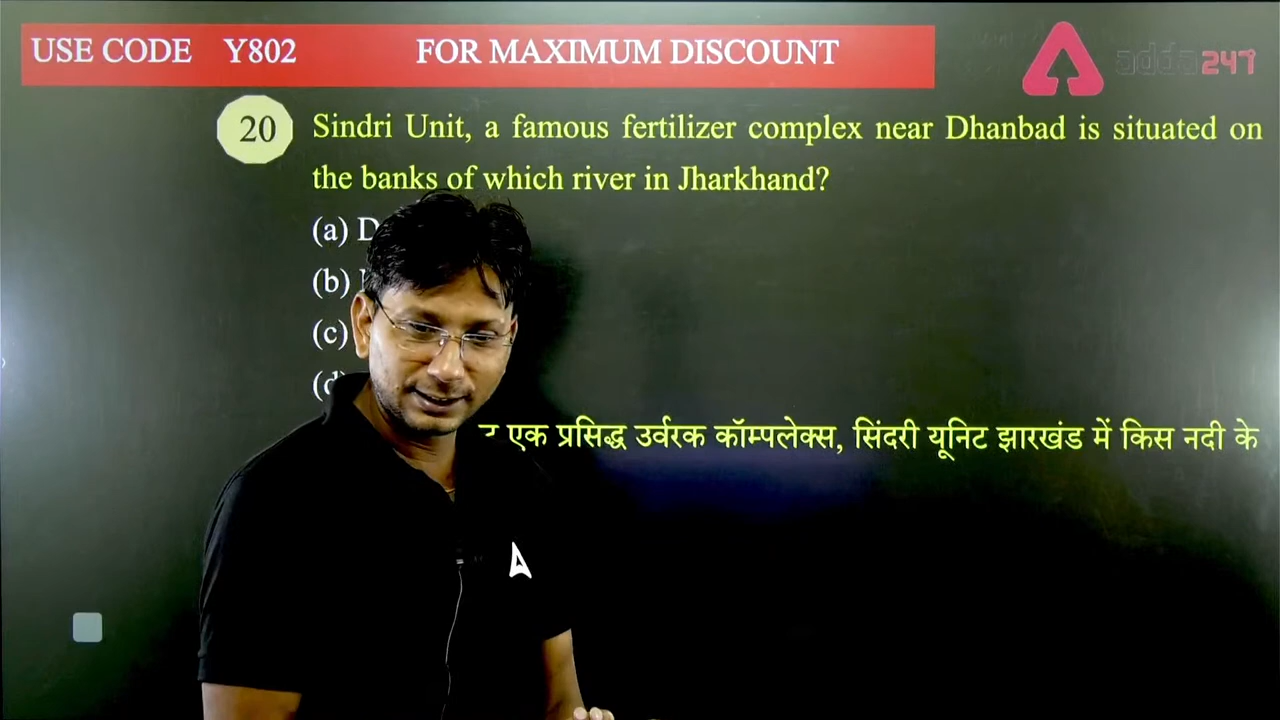 USE CODE Y802 FOR MAXIMUM DISCOUNT
adda247
20 Sindri Unit, a famous fertilizer complex near Dhanbad is situated on
the banks of which river in Jharkhand?
(a)
(b)
(c)
(d)
एक प्रसिद्ध उर्वरक कॉम्पलेक्स, सिंदरी यूनिट झारखंड में किस नदी के